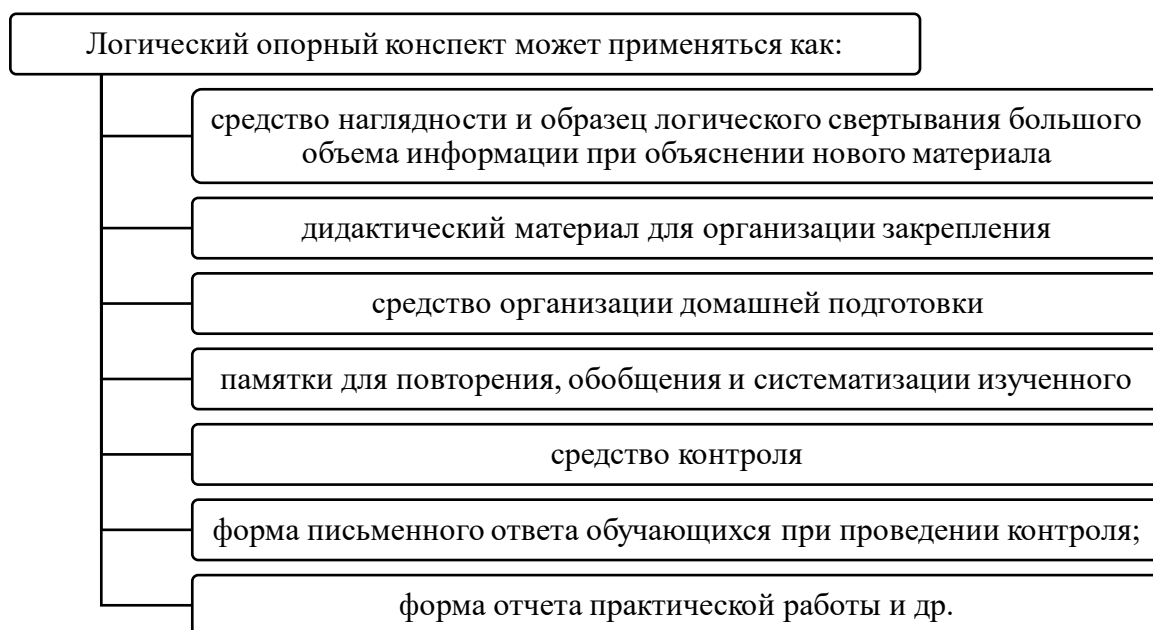 Логический опорный конспект может применяться как:
средство наглядности и образец логического свертывания большого
объема информации при объяснении нового материала
дидактический материал для организации закрепления
средство организации домашней подготовки
памятки для повторения, обобщения и систематизации изученного
средство контроля
форма письменного ответа обучающихся при проведении контроля;
форма отчета практической работы и др.